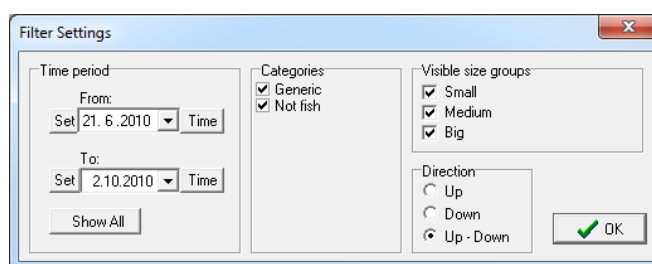 Filter Settings
Time period
From:
Set 21. 6 .2010 Time
To:
Set 2.10.2010 Time
Show All
Categories
Generic
Not fish
Visible size groups
Small
Medium
Big
Direction
Up
Down
Up - Down
OK